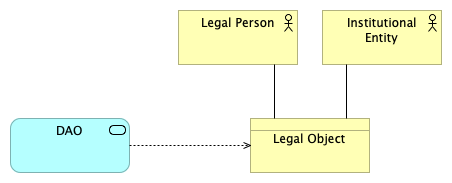 Legal Person
Institutional
Entity
DAO
Legal Object